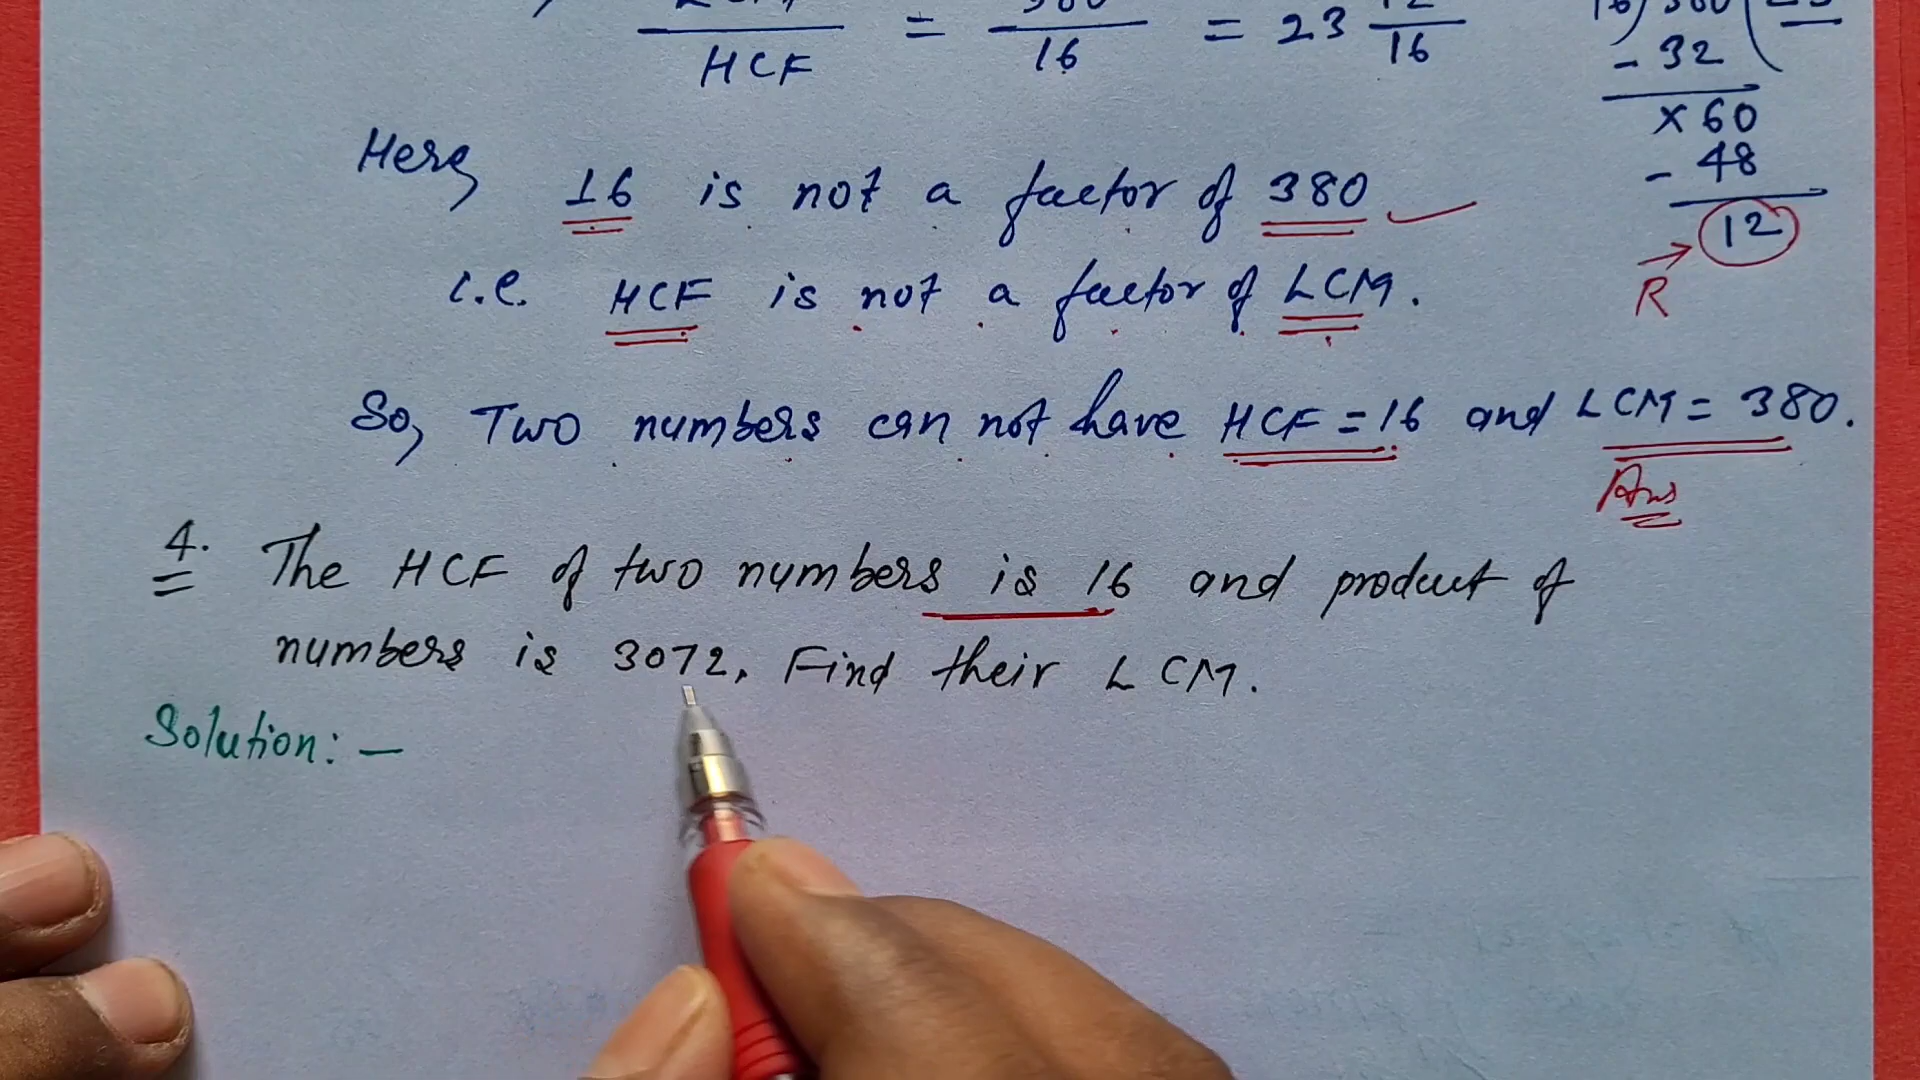 HCF = 16 = 23 12/16
- 32
x 60
- 48
12
R
Here, 16 is not a factor of 380
i.e. HCF is not a factor of LCM.
So, Two numbers can not have HCF = 16 and LCM = 380.
Ans
4. The HCF of two numbers is 16 and product of
numbers is 3072. Find their LCM.
Solution: —